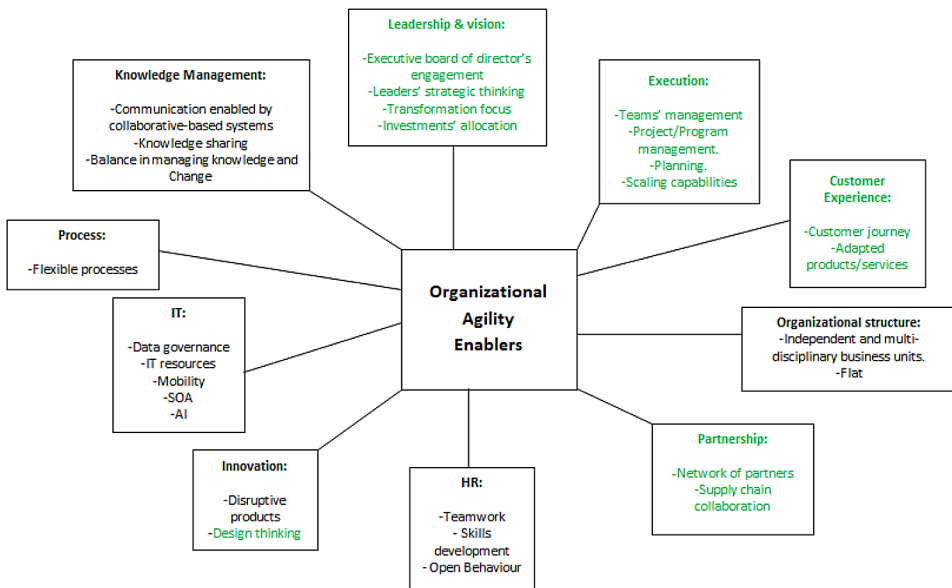 Leadership & vision:
-Executive board of director's
engagement
-Leaders' strategic thinking
-Transformation focus
-Investments' allocation
Knowledge Management:
-Communication enabled by
collaborative-based systems
-Knowledge sharing
-Balance in managing knowledge and
Change
Execution:
-Teams' management
-Project/Program
management.
-Planning.
-Scaling capabilities
Customer
Experience:
-Customer journey
-Adapted
products/services
Process:
-Flexible processes
Organizational
Agility
Enablers
IT:
-Data governance
-IT resources
-Mobility
-SOA
-AI
Organizational structure:
-Independent and multi-
disciplinary business units.
-Flat
Innovation:
-Disruptive
products
-Design thinking
HR:
-Teamwork
- Skills
development
- Open Behaviour
Partnership:
-Network of partners
-Supply chain
collaboration